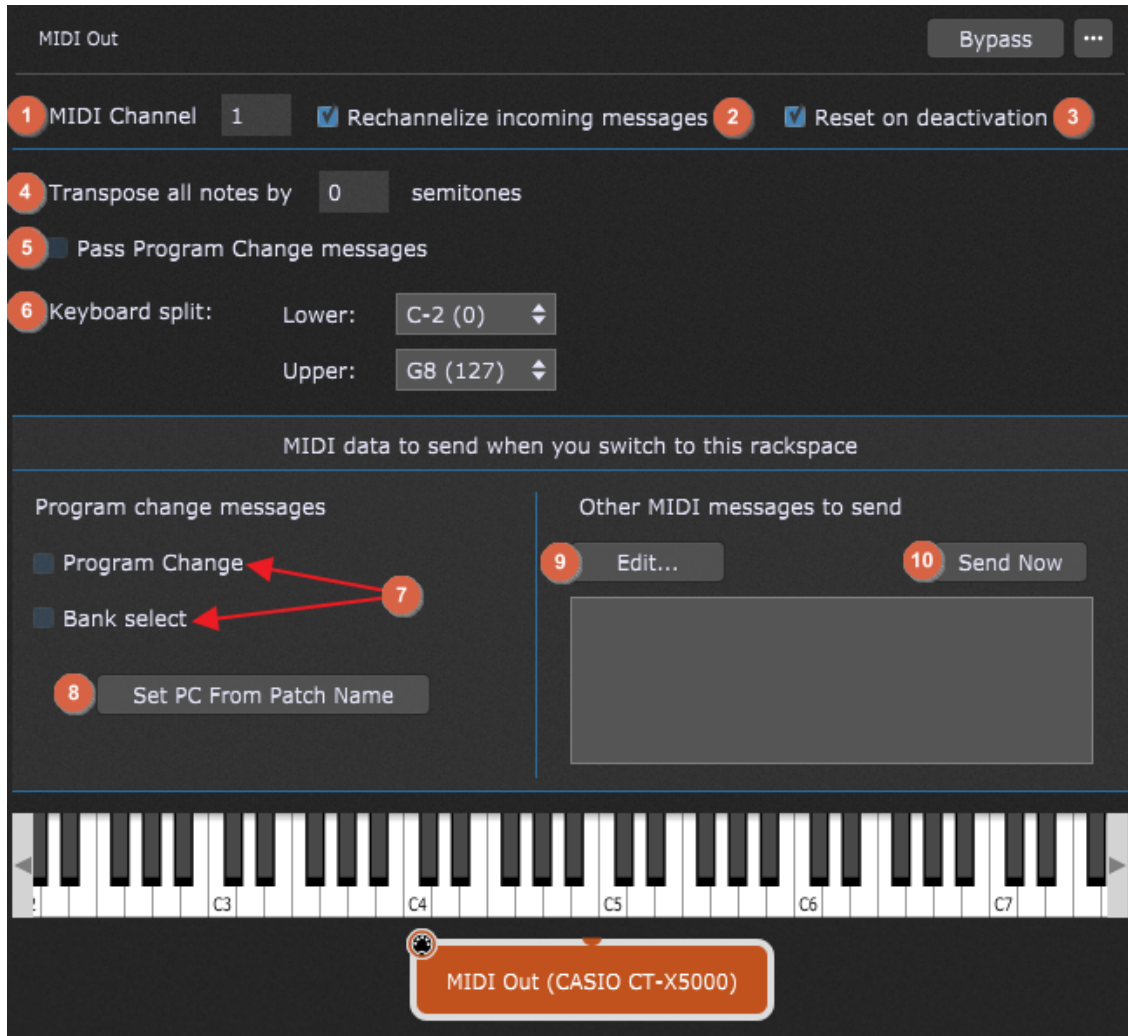 MIDI Out Bypass ...
1 MIDI Channel 1 Rechannelize incoming messages 2 Reset on deactivation 3
4 Transpose all notes by 0 semitones
5 Pass Program Change messages
6 Keyboard split: Lower: C-2 (0)
Upper: G8 (127)
MIDI data to send when you switch to this rackspace
Program change messages
Program Change
7
Bank select
8 Set PC From Patch Name
Other MIDI messages to send
9 Edit... 10 Send Now
C3 C4 C5 C6 C7
MIDI Out (CASIO CT-X5000)